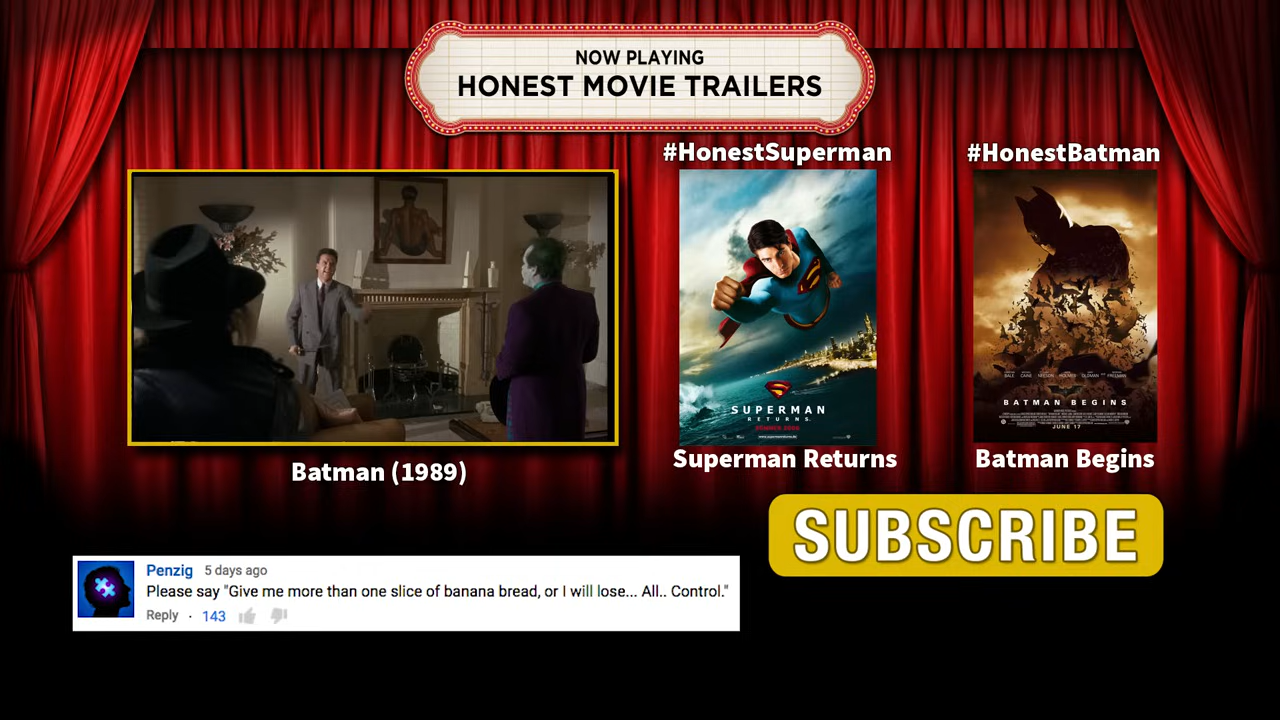 NOW PLAYING
HONEST MOVIE TRAILERS
#HonestSuperman
#HonestBatman
SUPERMAN
RETURNS
BATMAN BEGINS
JUNE 17
Batman (1989)
Superman Returns
Batman Begins
SUBSCRIBE
Penzig 5 days ago
Please say "Give me more than one slice of banana bread, or I will lose... All.. Control."
Reply · 143